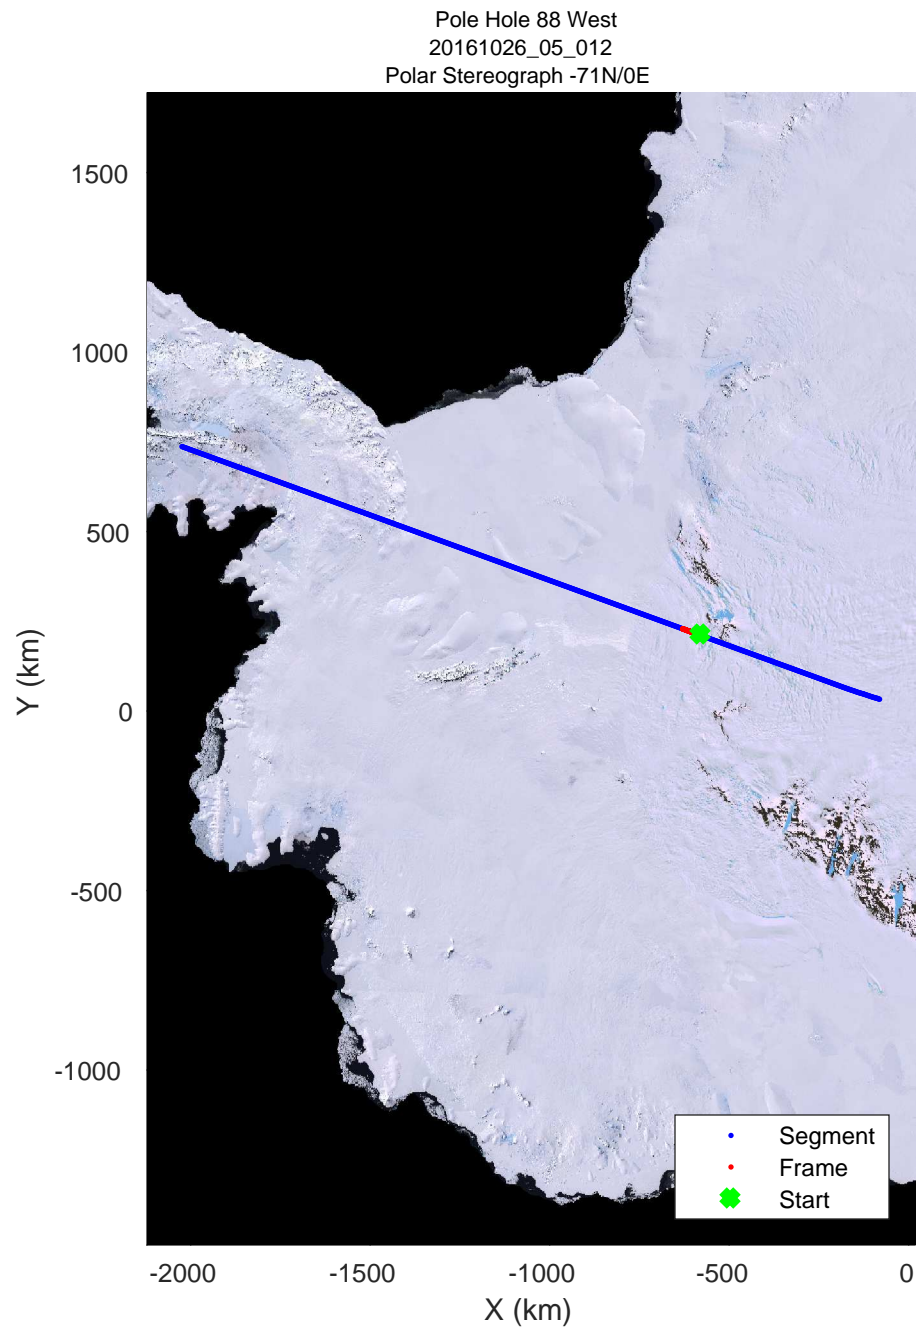 Pole Hole 88 West
20161026_05_012
Polar Stereograph -71N/0E
1500
1000
500
0
-500
-1000
Y (km)
-2000
-1500
-1000
-500
0
X (km)
Segment
Frame
Start